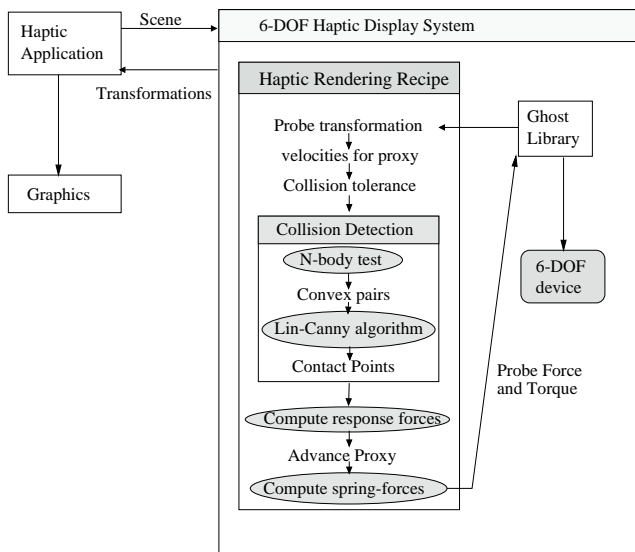 Scene
Haptic
Application
6-DOF Haptic Display System
Transformations
Haptic Rendering Recipe
Ghost
Library
Probe transformation
velocities for proxy
Collision tolerance
Graphics
Collision Detection
N-body test
Convex pairs
Lin-Canny algorithm
Contact Points
6-DOF
device
Probe Force
and Torque
Compute response forces
Advance Proxy
Compute spring-forces